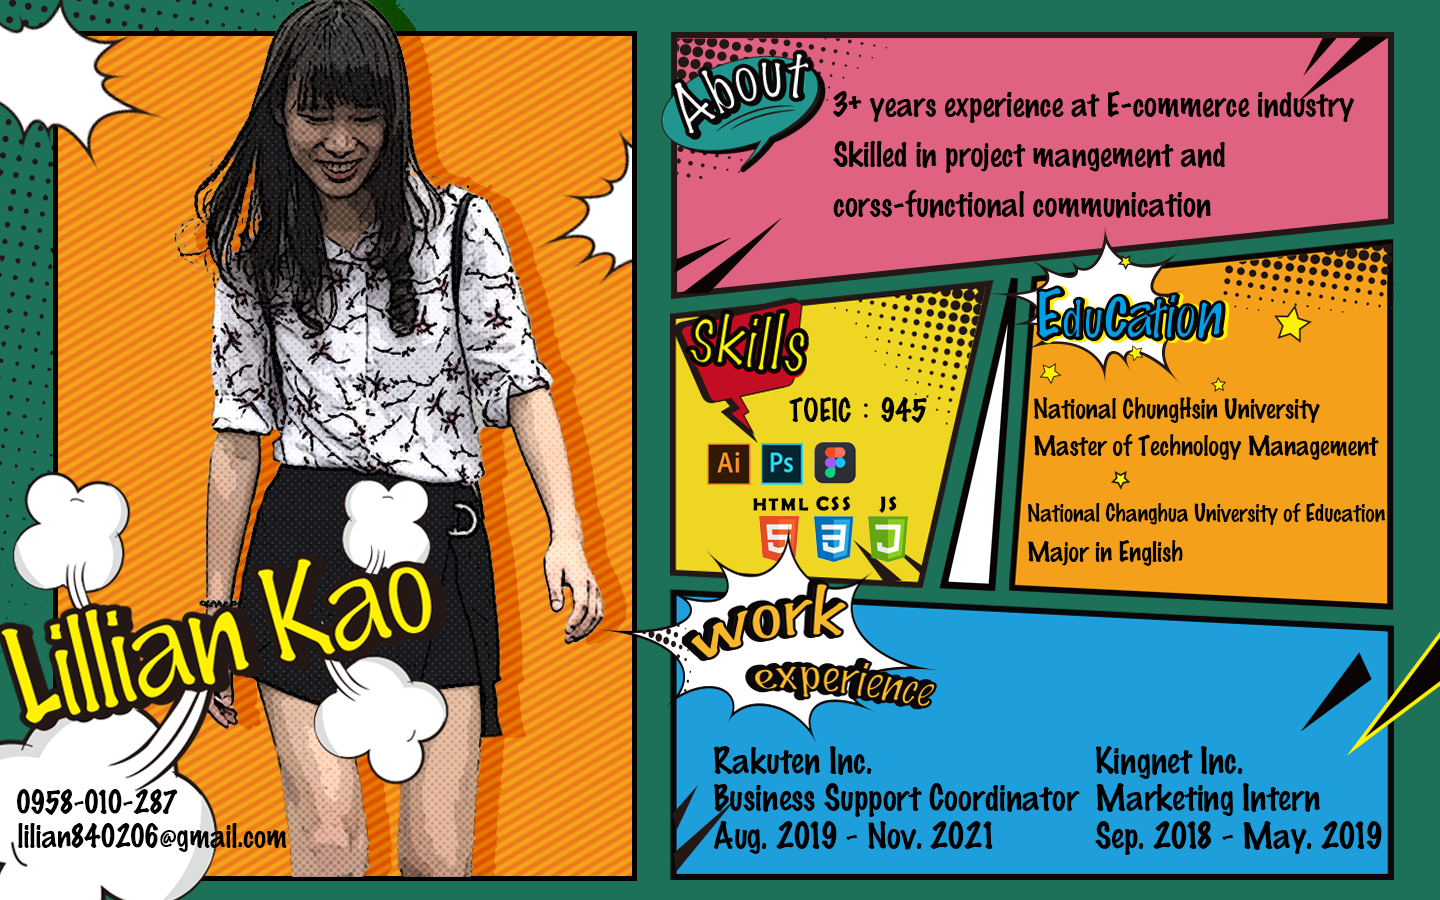 Lillian Kao
0958-010-287
lilian840206@gmail.com
About
3+ years experience at E-commerce industry
Skilled in project mangement and
corss-functional communication
Skills
TOEIC : 945
Ai Ps
HTML CSS JS
EduCation
National ChungHsin University
Master of Technology Management
National Changhua University of Education
Major in English
work
experience
Rakuten Inc.
Business Support Coordinator
Aug. 2019 - Nov. 2021
Kingnet Inc.
Marketing Intern
Sep. 2018 - May. 2019